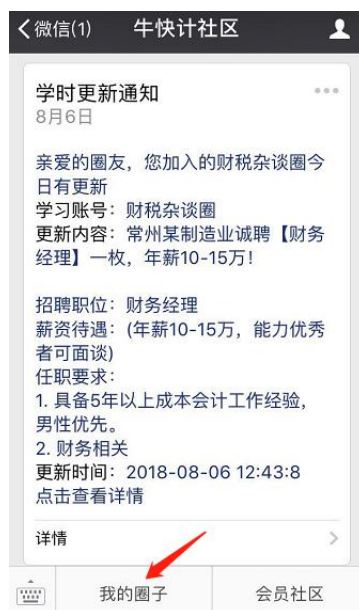 微信(1) 牛快计社区
学时更新通知
8月6日
亲爱的圈友，您加入的财税杂谈圈今
日有更新
学习账号：财税杂谈圈
更新内容：常州某制造业诚聘【财务
经理】一枚，年薪10-15万！
招聘职位：财务经理
薪资待遇：(年薪10-15万，能力优秀
者可面谈)
任职要求：
1. 具备5年以上成本会计工作经验，
男性优先。
2. 财务相关
更新时间：2018-08-06 12:43:8
点击查看详情
详情
我的圈子 会员社区